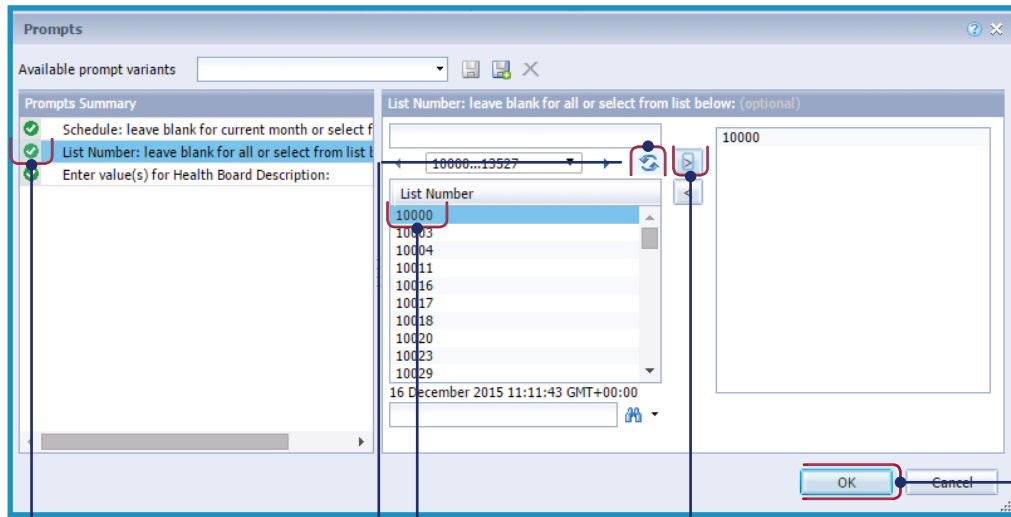 Prompts
Available prompt variants
Prompts Summary
Schedule: leave blank for current month or select f
List Number: leave blank for all or select from list b
Enter value(s) for Health Board Description:
List Number: leave blank for all or select from list below: (optional)
10000...13527
>
<
List Number
10000
10003
10004
10011
10016
10017
10018
10020
10023
10029
16 December 2015 11:11:43 GMT+00:00
10000
OK
Cancel